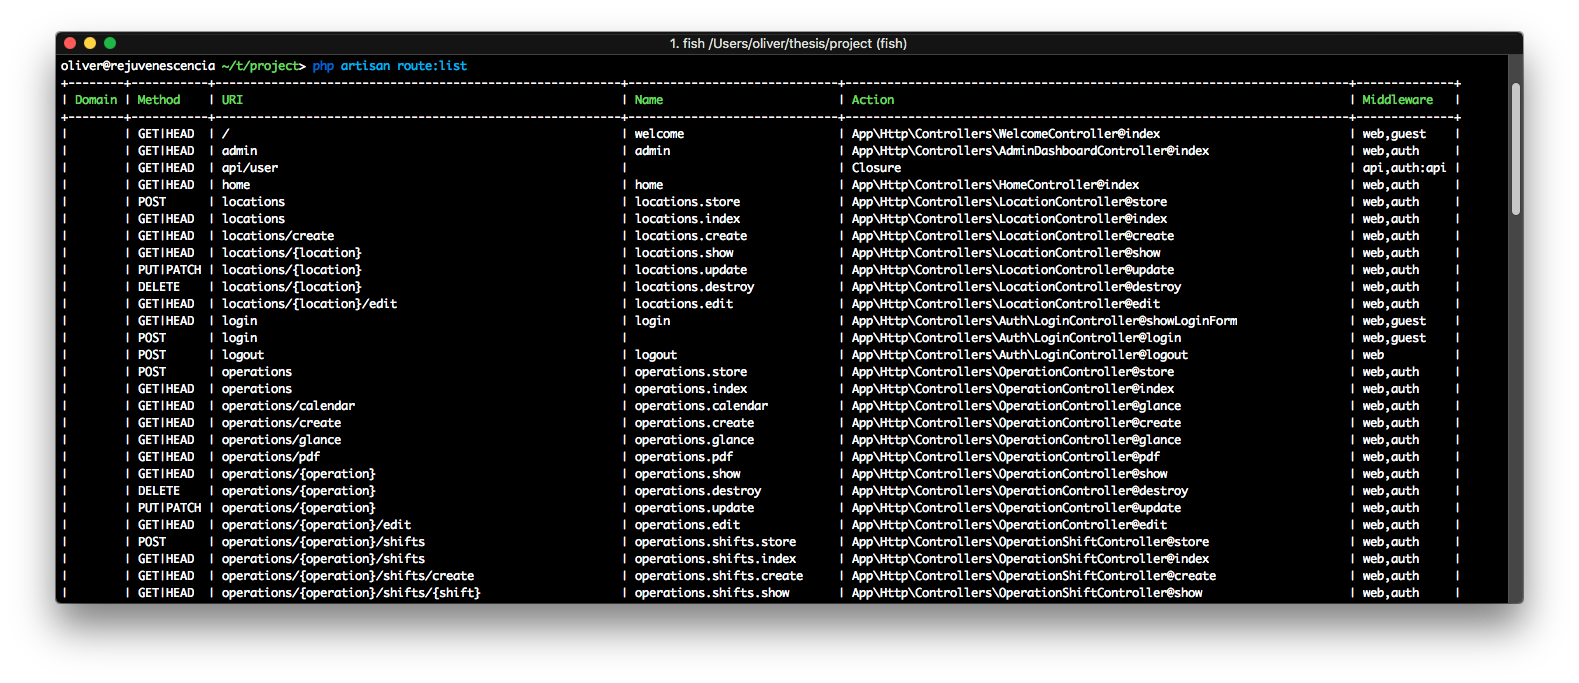 1. fish /Users/oliver/thesis/project (fish)
oliver@rejuvenescencia ~/t/project> php artisan route:list
+--------+-----------+----------------------------------------------------------+------------------------------+-----------------------------------------------------------------------+--------------+
| Domain | Method | URI | Name | Action | Middleware |
+--------+-----------+----------------------------------------------------------+------------------------------+-----------------------------------------------------------------------+--------------+
| | GET|HEAD | / | welcome | App\Http\Controllers\WelcomeController@index | web,guest |
| | GET|HEAD | admin | admin | App\Http\Controllers\AdminDashboardController@index | web,auth |
| | GET|HEAD | api/user | | Closure | api,auth:api |
| | GET|HEAD | home | home | App\Http\Controllers\HomeController@index | web,auth |
| | POST | locations | locations.store | App\Http\Controllers\LocationController@store | web,auth |
| | GET|HEAD | locations | locations.index | App\Http\Controllers\LocationController@index | web,auth |
| | GET|HEAD | locations/create | locations.create | App\Http\Controllers\LocationController@create | web,auth |
| | GET|HEAD | locations/{location} | locations.show | App\Http\Controllers\LocationController@show | web,auth |
| | PUT|PATCH | locations/{location} | locations.update | App\Http\Controllers\LocationController@update | web,auth |
| | DELETE | locations/{location} | locations.destroy | App\Http\Controllers\LocationController@destroy | web,auth |
| | GET|HEAD | locations/{location}/edit | locations.edit | App\Http\Controllers\LocationController@edit | web,auth |
| | GET|HEAD | login | login | App\Http\Controllers\Auth\LoginController@showLoginForm | web,guest |
| | POST | login | | App\Http\Controllers\Auth\LoginController@login | web,guest |
| | POST | logout | logout | App\Http\Controllers\Auth\LoginController@logout | web |
| | POST | operations | operations.store | App\Http\Controllers\OperationController@store | web,auth |
| | GET|HEAD | operations | operations.index | App\Http\Controllers\OperationController@index | web,auth |
| | GET|HEAD | operations/calendar | operations.calendar | App\Http\Controllers\OperationController@glance | web,auth |
| | GET|HEAD | operations/create | operations.create | App\Http\Controllers\OperationController@create | web,auth |
| | GET|HEAD | operations/glance | operations.glance | App\Http\Controllers\OperationController@glance | web,auth |
| | GET|HEAD | operations/pdf | operations.pdf | App\Http\Controllers\OperationController@pdf | web,auth |
| | GET|HEAD | operations/{operation} | operations.show | App\Http\Controllers\OperationController@show | web,auth |
| | DELETE | operations/{operation} | operations.destroy | App\Http\Controllers\OperationController@destroy | web,auth |
| | PUT|PATCH | operations/{operation} | operations.update | App\Http\Controllers\OperationController@update | web,auth |
| | GET|HEAD | operations/{operation}/edit | operations.edit | App\Http\Controllers\OperationController@edit | web,auth |
| | POST | operations/{operation}/shifts | operations.shifts.store | App\Http\Controllers\OperationShiftController@store | web,auth |
| | GET|HEAD | operations/{operation}/shifts | operations.shifts.index | App\Http\Controllers\OperationShiftController@index | web,auth |
| | GET|HEAD | operations/{operation}/shifts/create | operations.shifts.create | App\Http\Controllers\OperationShiftController@create | web,auth |
| | GET|HEAD | operations/{operation}/shifts/{shift} | operations.shifts.show | App\Http\Controllers\OperationShiftController@show | web,auth |